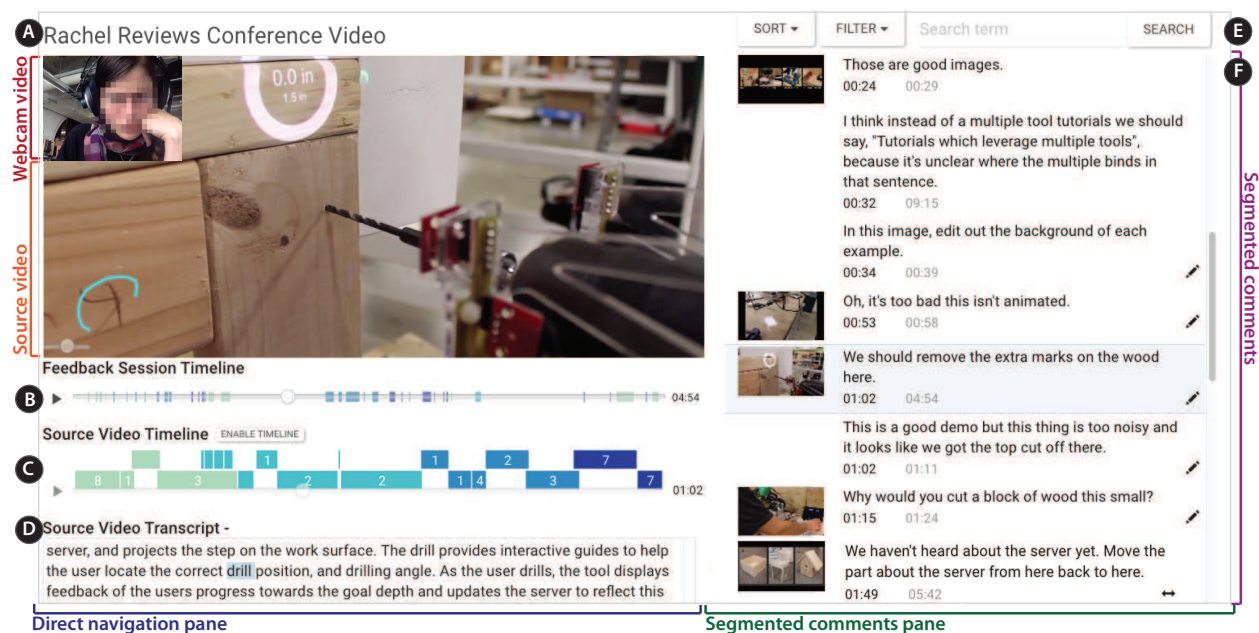 A Rachel Reviews Conference Video
Webcam video
Source video
0.0 in
1.5 in
Feedback Session Timeline
B 04:54
Source Video Timeline ENABLE TIMELINE
C
1 1 2 7
8 1 3 2 2 1 4 3 7
01:02
D Source Video Transcript -
server, and projects the step on the work surface. The drill provides interactive guides to help
the user locate the correct drill position, and drilling angle. As the user drills, the tool displays
feedback of the users progress towards the goal depth and updates the server to reflect this
Direct navigation pane
SORT FILTER Search term SEARCH E
F
Segmented comments
Those are good images.
00:24 00:29
I think instead of a multiple tool tutorials we should
say, "Tutorials which leverage multiple tools",
because it's unclear where the multiple binds in
that sentence.
00:32 09:15
In this image, edit out the background of each
example.
00:34 00:39
Oh, it's too bad this isn't animated.
00:53 00:58
We should remove the extra marks on the wood
here.
01:02 04:54
This is a good demo but this thing is too noisy and
it looks like we got the top cut off there.
01:02 01:11
Why would you cut a block of wood this small?
01:15 01:24
We haven't heard about the server yet. Move the
part about the server from here back to here.
01:49 05:42
Segmented comments pane